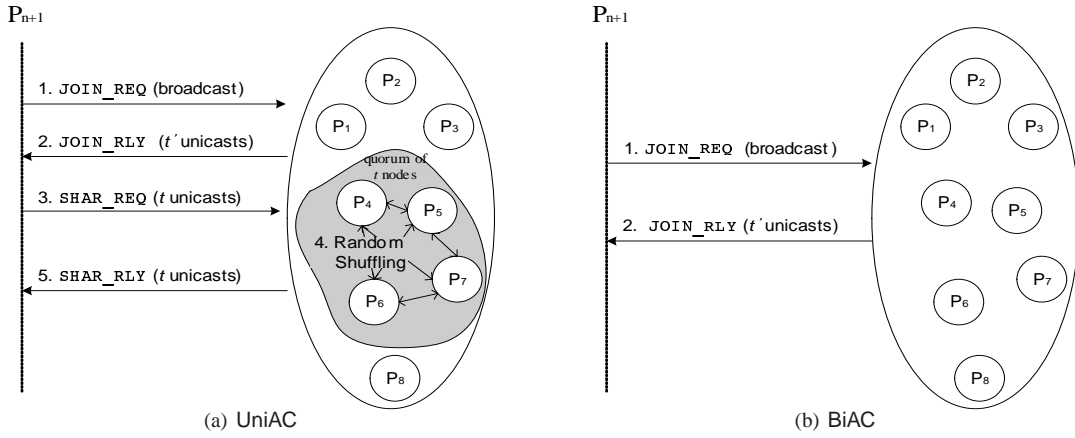 Pn+1
1. JOIN_REQ (broadcast)
2. JOIN_RLY (t´ unicasts)
3. SHAR_REQ (t unicasts)
5. SHAR_RLY (t unicasts)
P2
P1
P3
quorum of
t nodes
P4
P5
4. Random
Shuffling
P7
P6
P8
(a) UniAC
Pn+1
1. JOIN_REQ (broadcast)
2. JOIN_RLY (t´ unicasts)
P2
P1
P3
P4
P5
P7
P6
P8
(b) BiAC